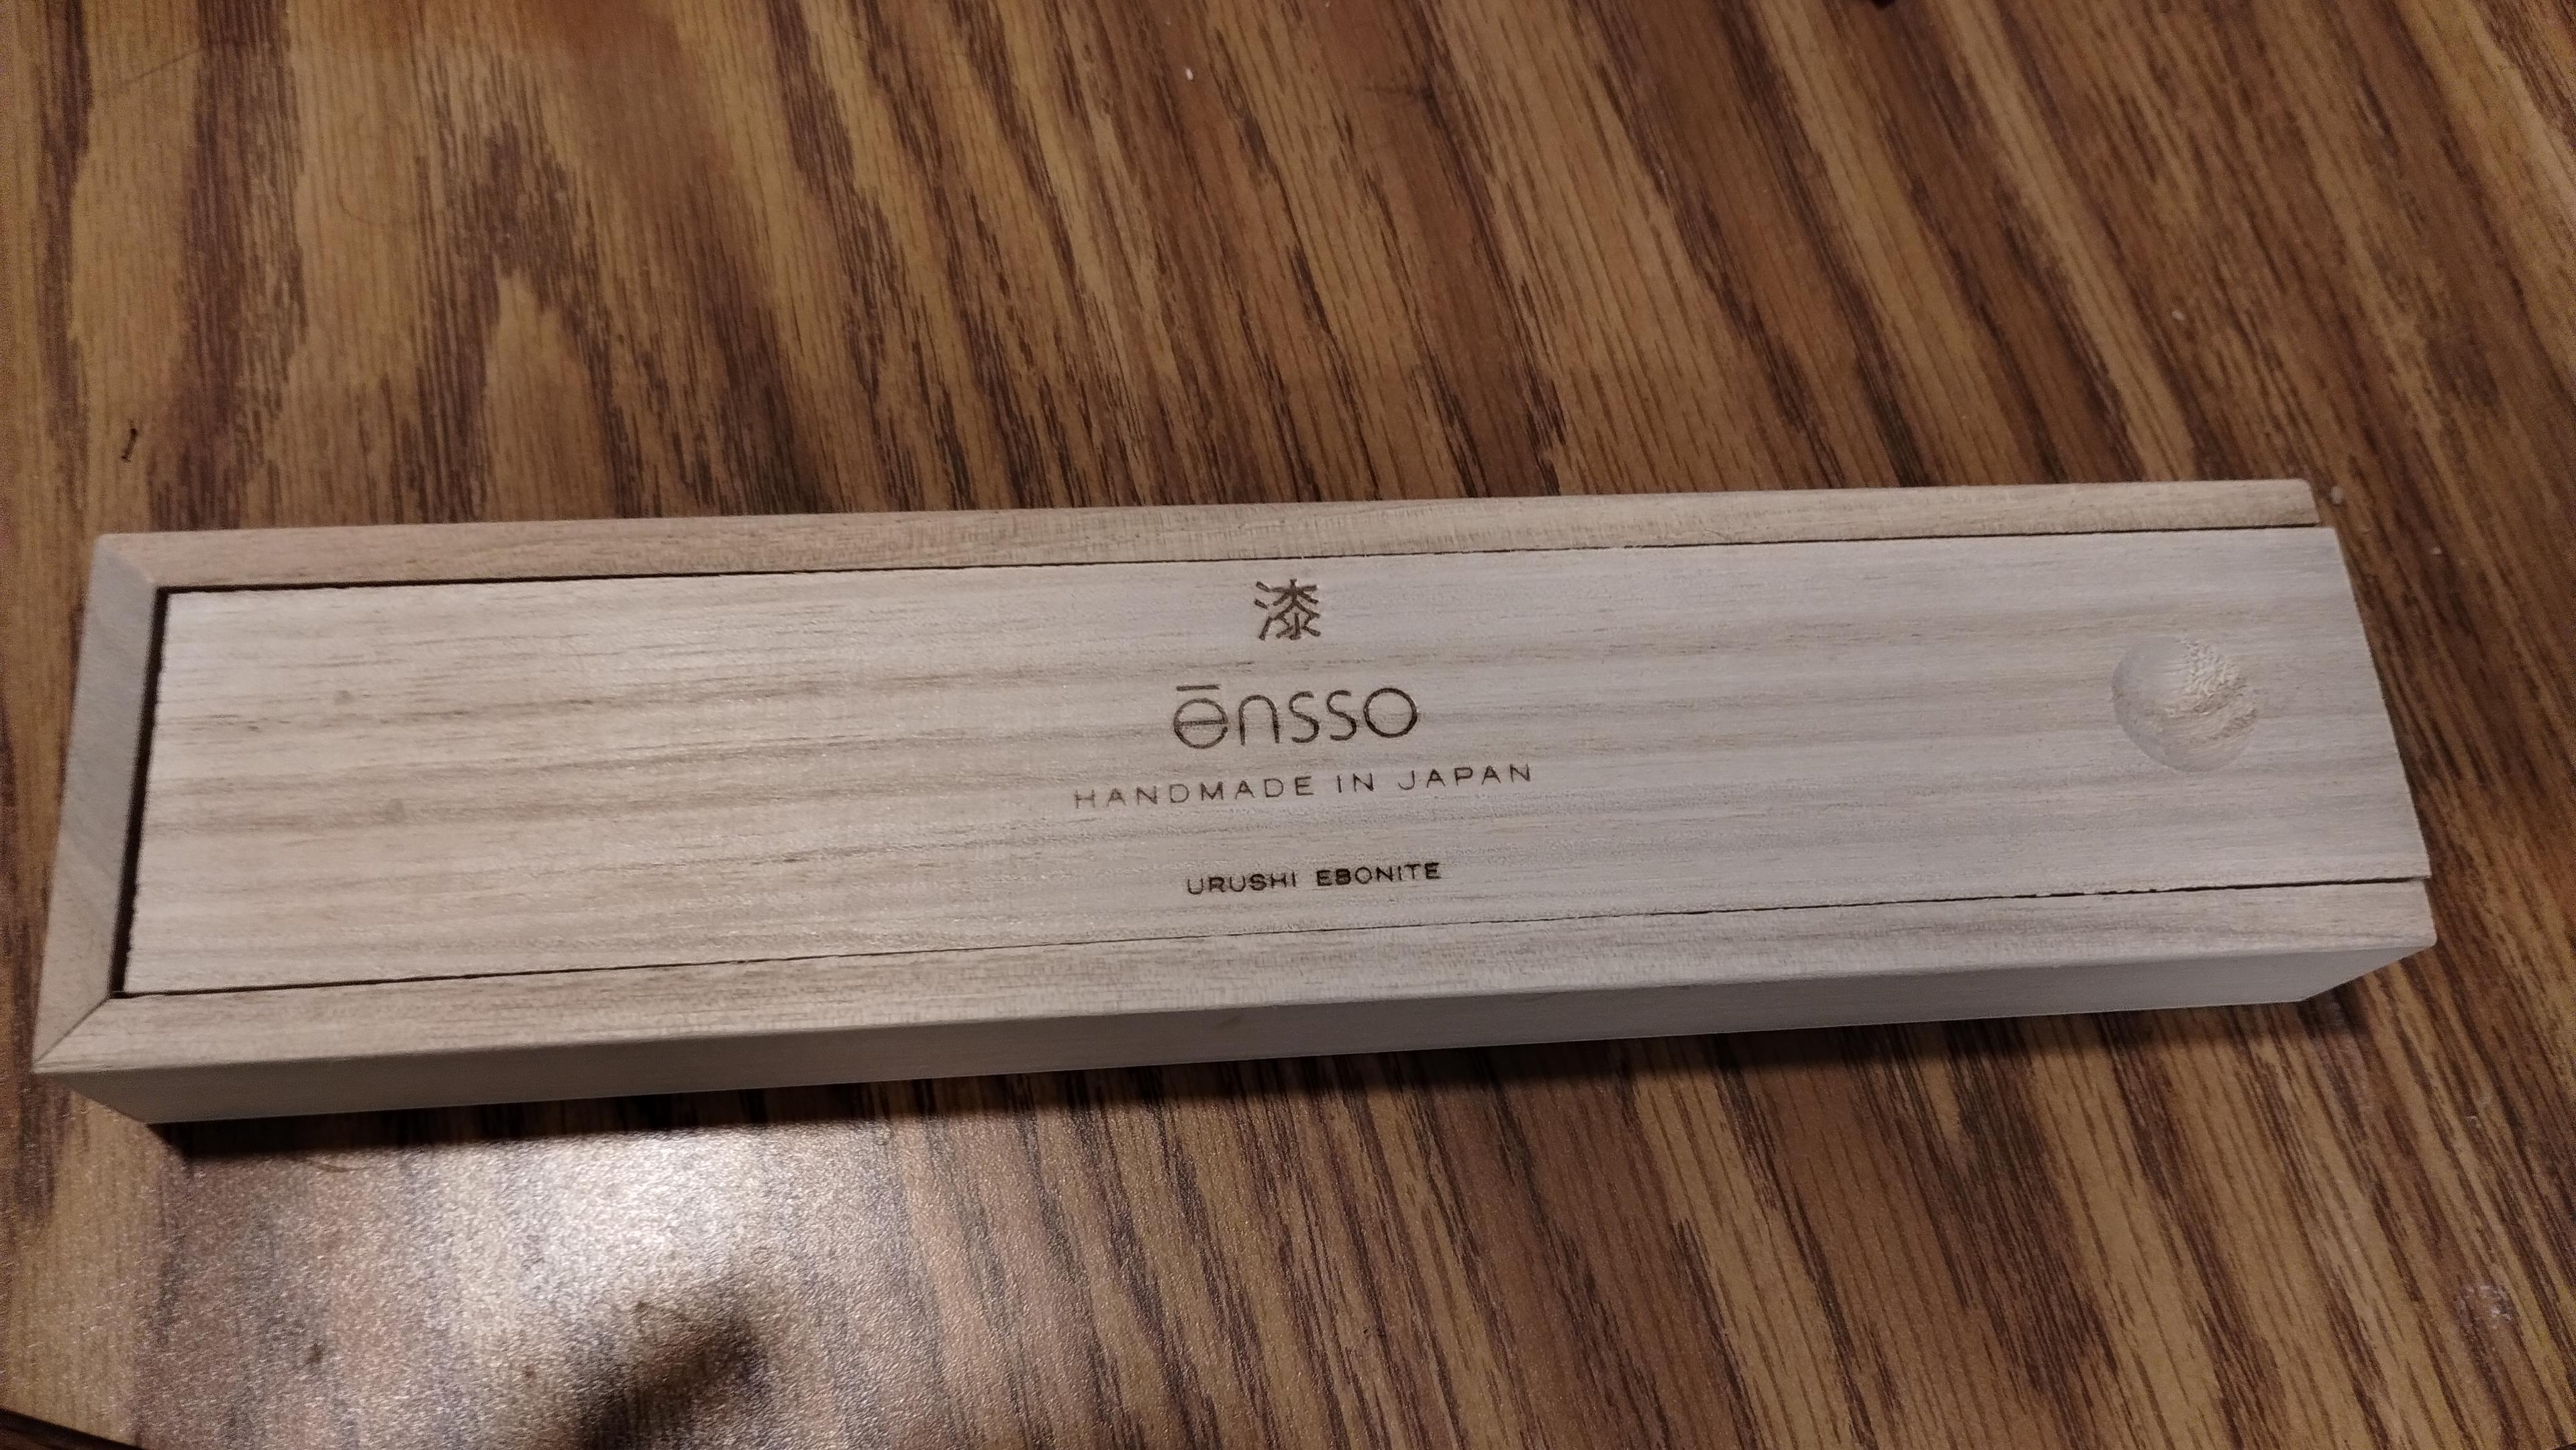 漆
ēnsso
HANDMADE IN JAPAN
URUSHI EBONITE